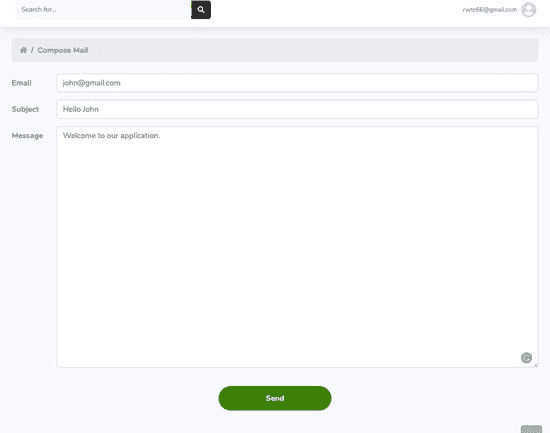 Search for...
rwtc66@gmail.com
/ Compose Mail
Email
john@gmail.com
Subject
Hello John
Message
Welcome to our application.
Send